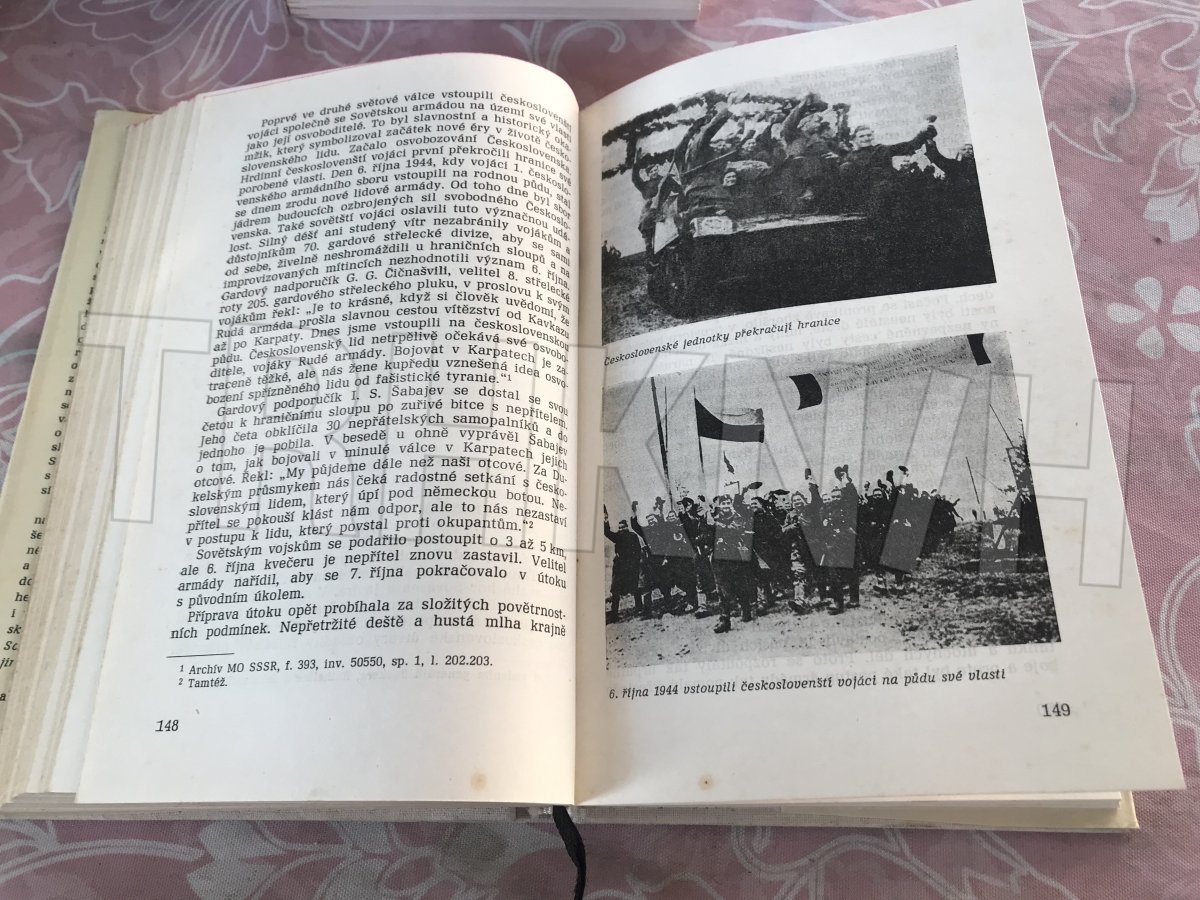 Poprvé ve druhé světové válce vstoupili českoslovenští
vojáci společně se Sovětskou armádou na území své vlasti
jako její osvoboditelé. To byl slavnostní a historický oka-
mžik, který symbolizoval začátek nové éry v životě česko-
slovenského lidu. Začalo osvobozování Československa.
Hrdinní českoslovenští vojáci první překročili hranice své
porobené vlasti. Den 6. října 1944, kdy vojáci 1. českoslo-
venského armádního sboru vstoupili na rodnou půdu, stal
se dnem zrodu nové lidové armády. Od toho dne byl sbor
jádrem budoucích ozbrojených sil svobodného Českoslo-
venska. Také sovětští vojáci oslavili tuto význačnou udá-
lost. Silný déšť ani studený vítr nezabránily vojákům a
důstojníkům 70. gardové střelecké divize, aby se sami
od sebe, živelně neshromáždili u hraničních sloupů a na
improvizovaných mítincích nezhodnotili význam 6. října.
Gardový nadporučík G. G. Čičnašvili, velitel 8. střelecké
roty 205. gardového střeleckého pluku, v proslovu k svým
vojákům řekl: „Je to krásné, když si člověk uvědomí, že
Rudá armáda prošla slavnou cestou vítězství od Kavkazu
až po Karpaty. Dnes jsme vstoupili na československou
půdu. Československý lid netrpělivě očekává své osvobo-
ditele, vojáky Rudé armády. Bojovat v Karpatech je za-
traceně těžké, ale nás žene kupředu vznešená idea osvo-
bození spřízněného lidu od fašistické tyranie.“1
Gardový podporučík I. S. Šabajev se dostal se svou
četou k hraničnímu sloupu po zuřivé bitce s nepřítelem.
Jeho četa obklíčila 30 nepřátelských samopalníků a do
jednoho je pobila. V besedě u ohně vyprávěl Šabajev
o tom, jak bojovali v minulé válce v Karpatech jejich
otcové. Řekl: „My půjdeme dále než naši otcové. Za Du-
kelským průsmykem nás čeká radostné setkání s česko-
slovenským lidem, který úpí pod německou botou. Ne-
přítel se pokouší klást nám odpor, ale to nás nezastaví
v postupu k lidu, který povstal proti okupantům.“2
Sovětským vojskům se podařilo postoupit o 3 až 5 km,
ale 6. října kvečeru je nepřítel znovu zastavil. Velitel
armády nařídil, aby se 7. října pokračovalo v útoku
s původním úkolem.
Příprava útoku opět probíhala za složitých povětrnost-
ních podmínek. Nepřetržité deště a hustá mlha krajně
1 Archív MO SSSR, f. 393, inv. 50550, sp. 1, l. 202.203.
2 Tamtéž.
148
Československé jednotky překračují hranice
6. října 1944 vstoupili českoslovenští vojáci na půdu své vlasti
149